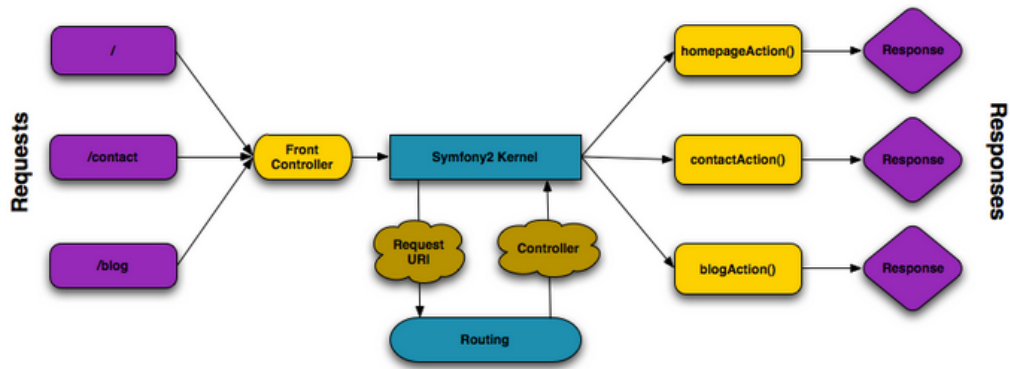 Requests
/
/contact
/blog
Front
Controller
Symfony2 Kernel
Request
URI
Controller
Routing
homepageAction()
contactAction()
blogAction()
Response
Response
Response
Responses